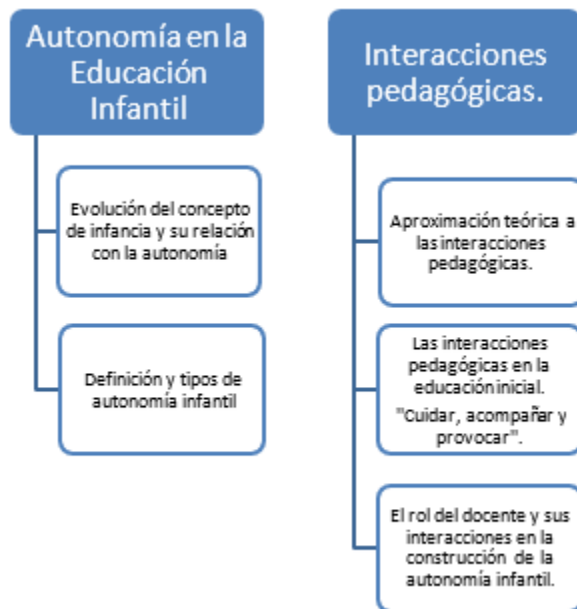 Autonomía en la
Educación
Infantil
Evolución del concepto
de infancia y su relación
con la autonomía
Definición y tipos de
autonomía infantil
Interacciones
pedagógicas.
Aproximación teórica a
las interacciones
pedagógicas.
Las interacciones
pedagógicas en la
educación inicial.
"Cuidar, acompañar y
provocar".
El rol del docente y sus
interacciones en la
construcción de la
autonomía infantil.